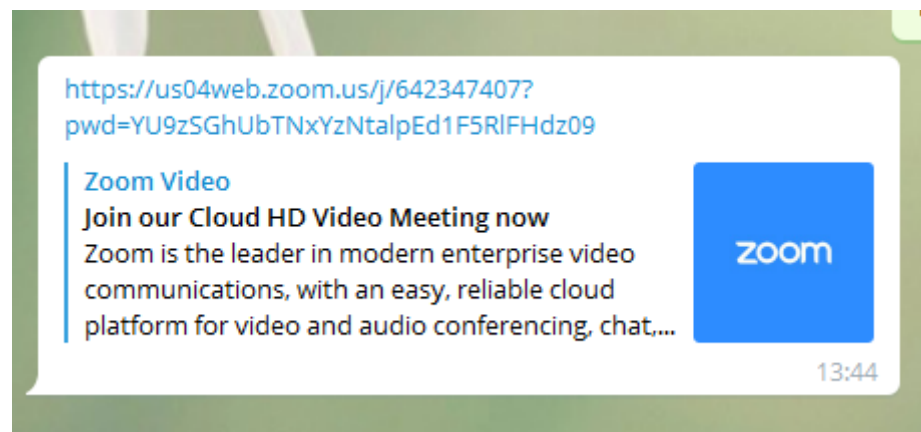 https://us04web.zoom.us/j/642347407?
pwd=YU9zSGhUbTNxYzNtalpEd1F5RlFHdz09
Zoom Video
Join our Cloud HD Video Meeting now
Zoom is the leader in modern enterprise video
communications, with an easy, reliable cloud
platform for video and audio conferencing, chat,...
zoom
13:44